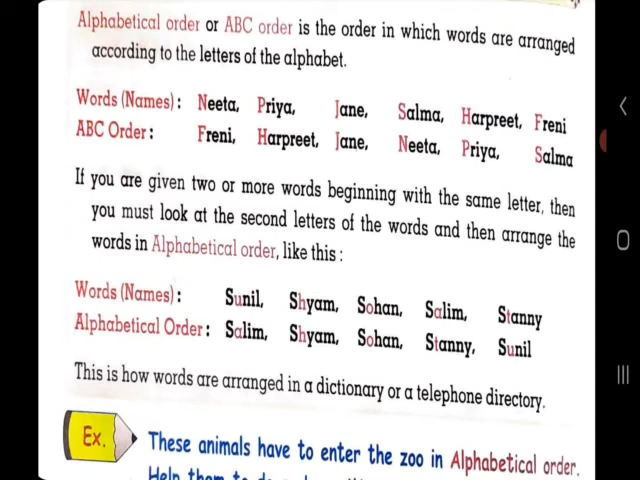 Alphabetical order or ABC order is the order in which words are arranged
according to the letters of the alphabet.
Words (Names) : Neeta, Priya, Jane, Salma, Harpreet, Freni
ABC Order : Freni, Harpreet, Jane, Neeta, Priya, Salma
If you are given two or more words beginning with the same letter, then
you must look at the second letters of the words and then arrange the
words in Alphabetical order, like this :
Words (Names) : Sunil, Shyam, Sohan, Salim, Stanny
Alphabetical Order : Salim, Shyam, Sohan, Stanny, Sunil
This is how words are arranged in a dictionary or a telephone directory.
Ex. These animals have to enter the zoo in Alphabetical order.
Help them to do